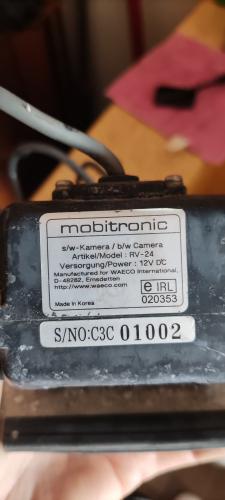 mobitronic
s/w-Kamera / b/w Camera
Artikel/Model : RV-24
Versorgung/Power : 12V DC
Manufactured for WAECO International,
D-48282, Emsdetten
http://www.waeco.com
Made in Korea
e IRL
020353
S/NO:C3C 01002